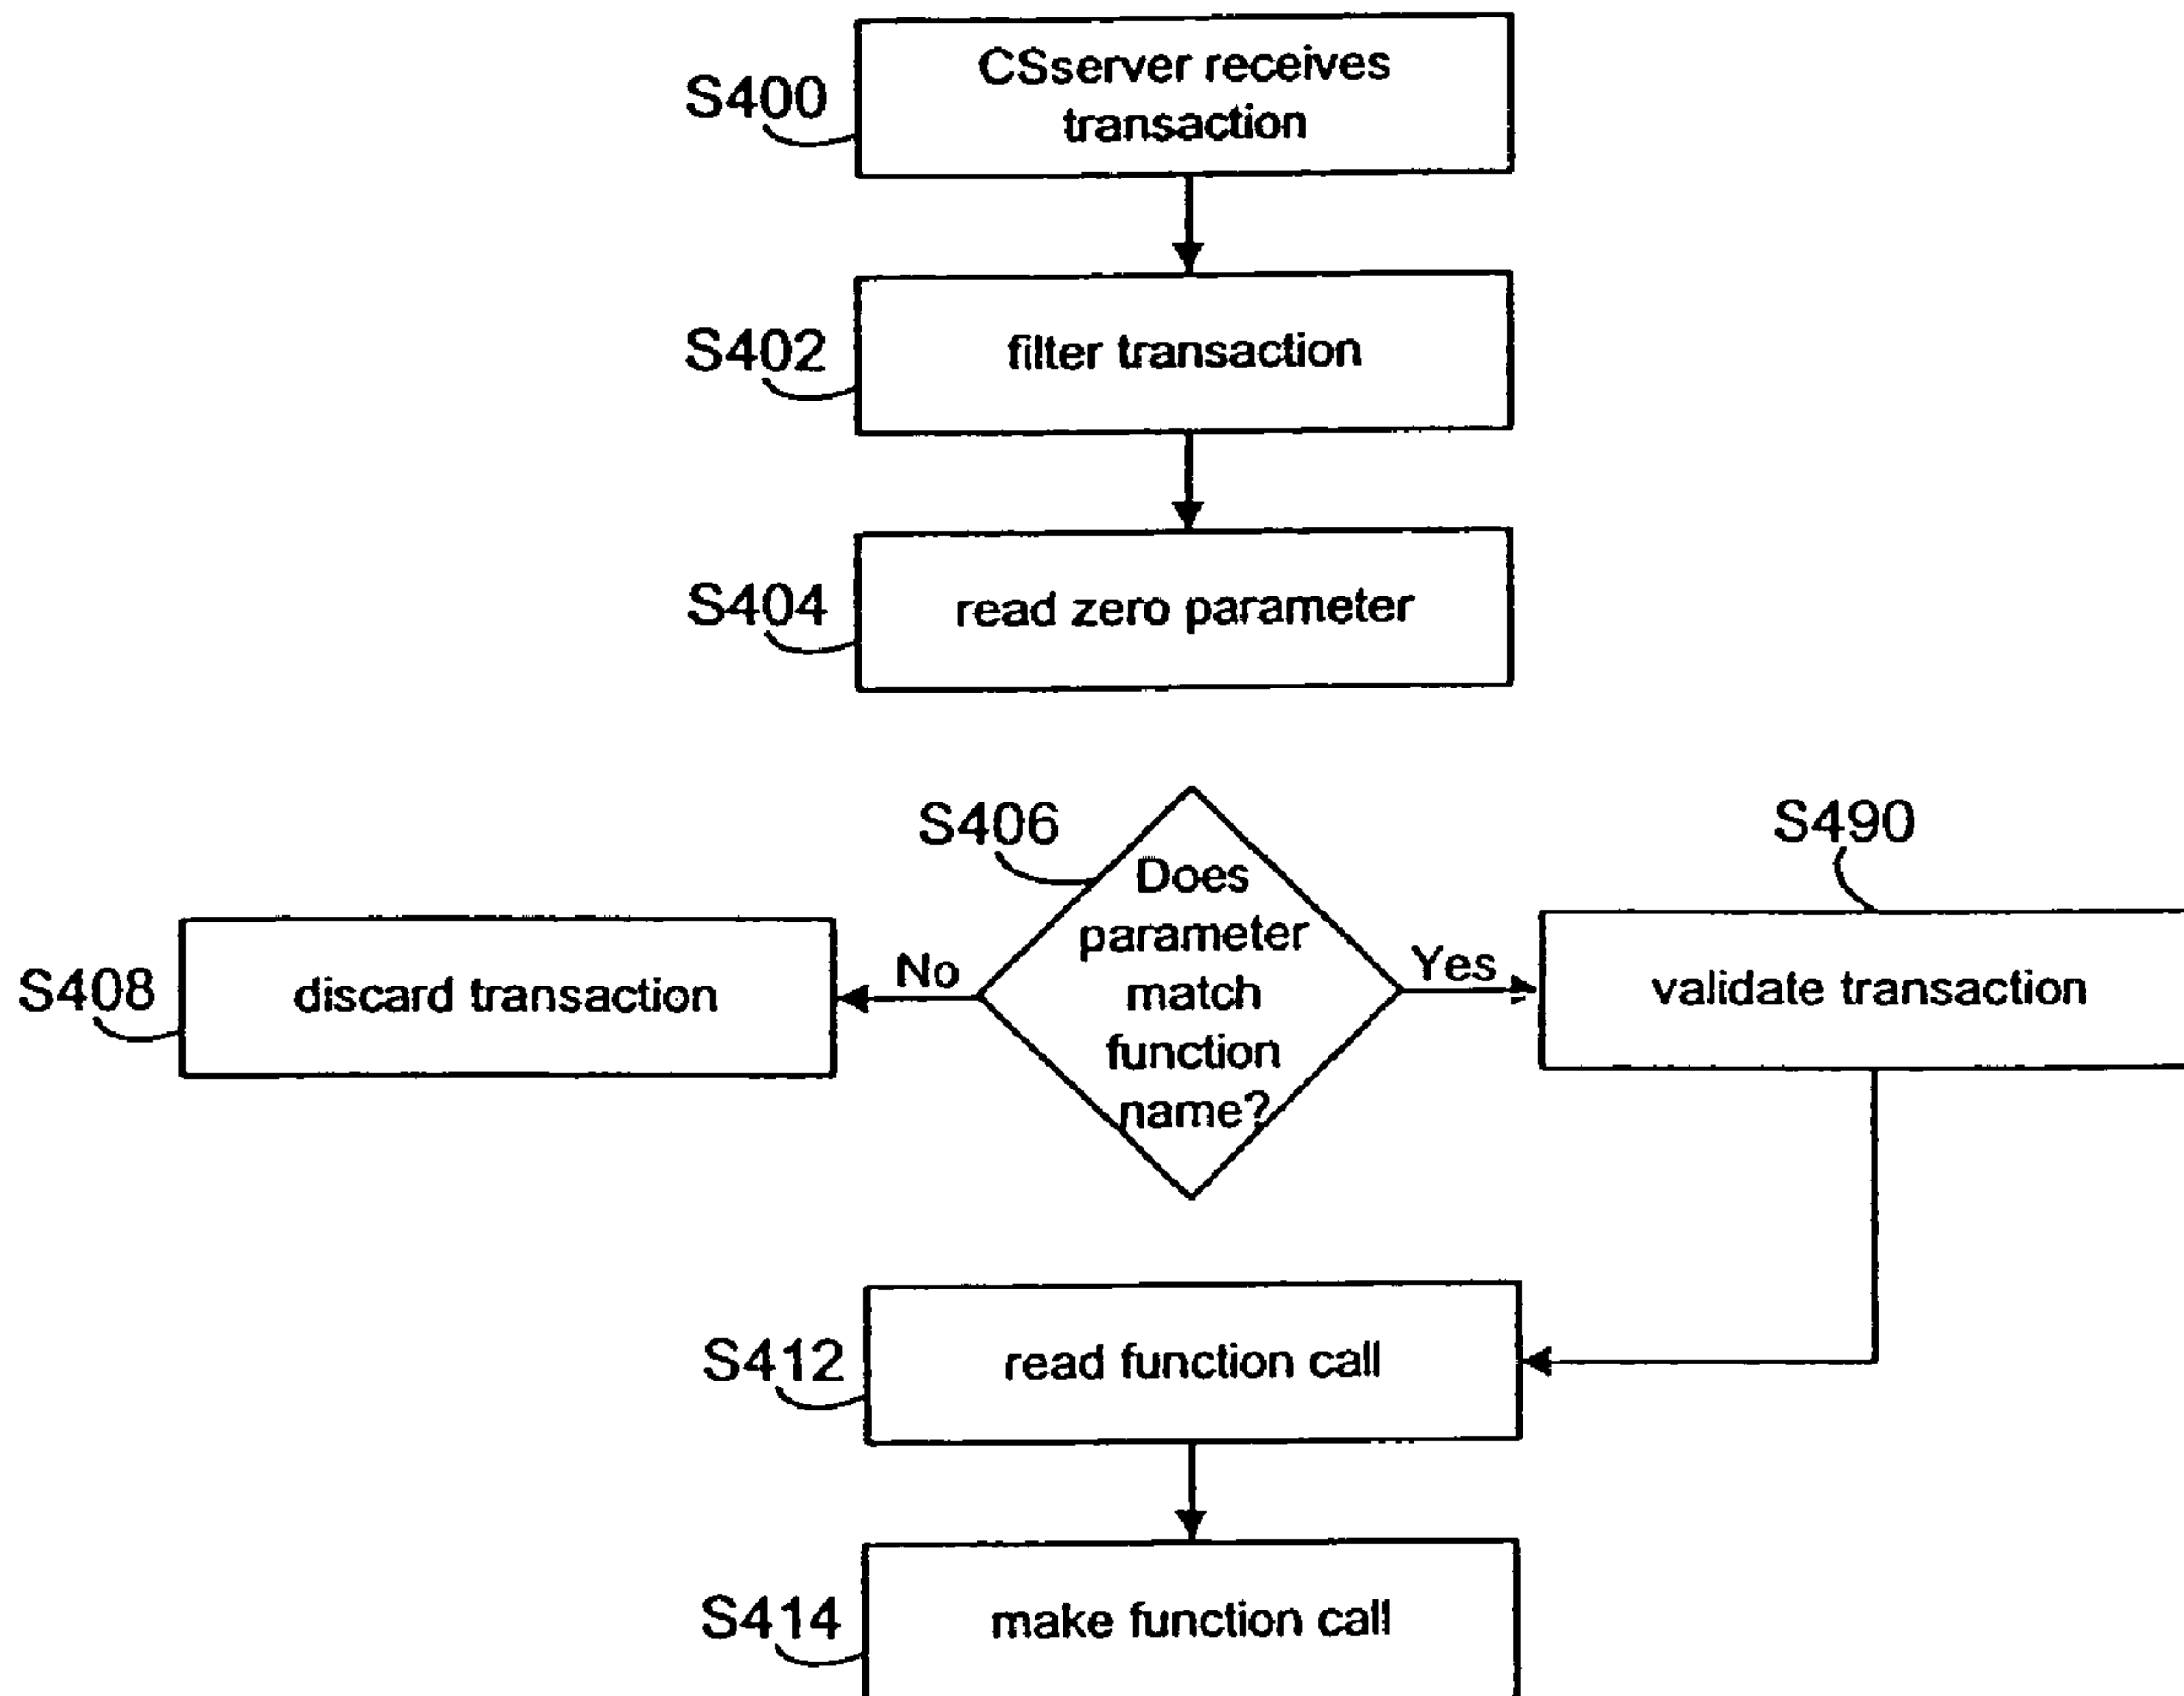 S400
CSserver receives
transaction
S402
filter transaction
S404
read zero parameter
S406
Does
parameter
match
function
name?
S490
S408
discard transaction
No
Yes
validate transaction
S412
read function call
S414
make function call